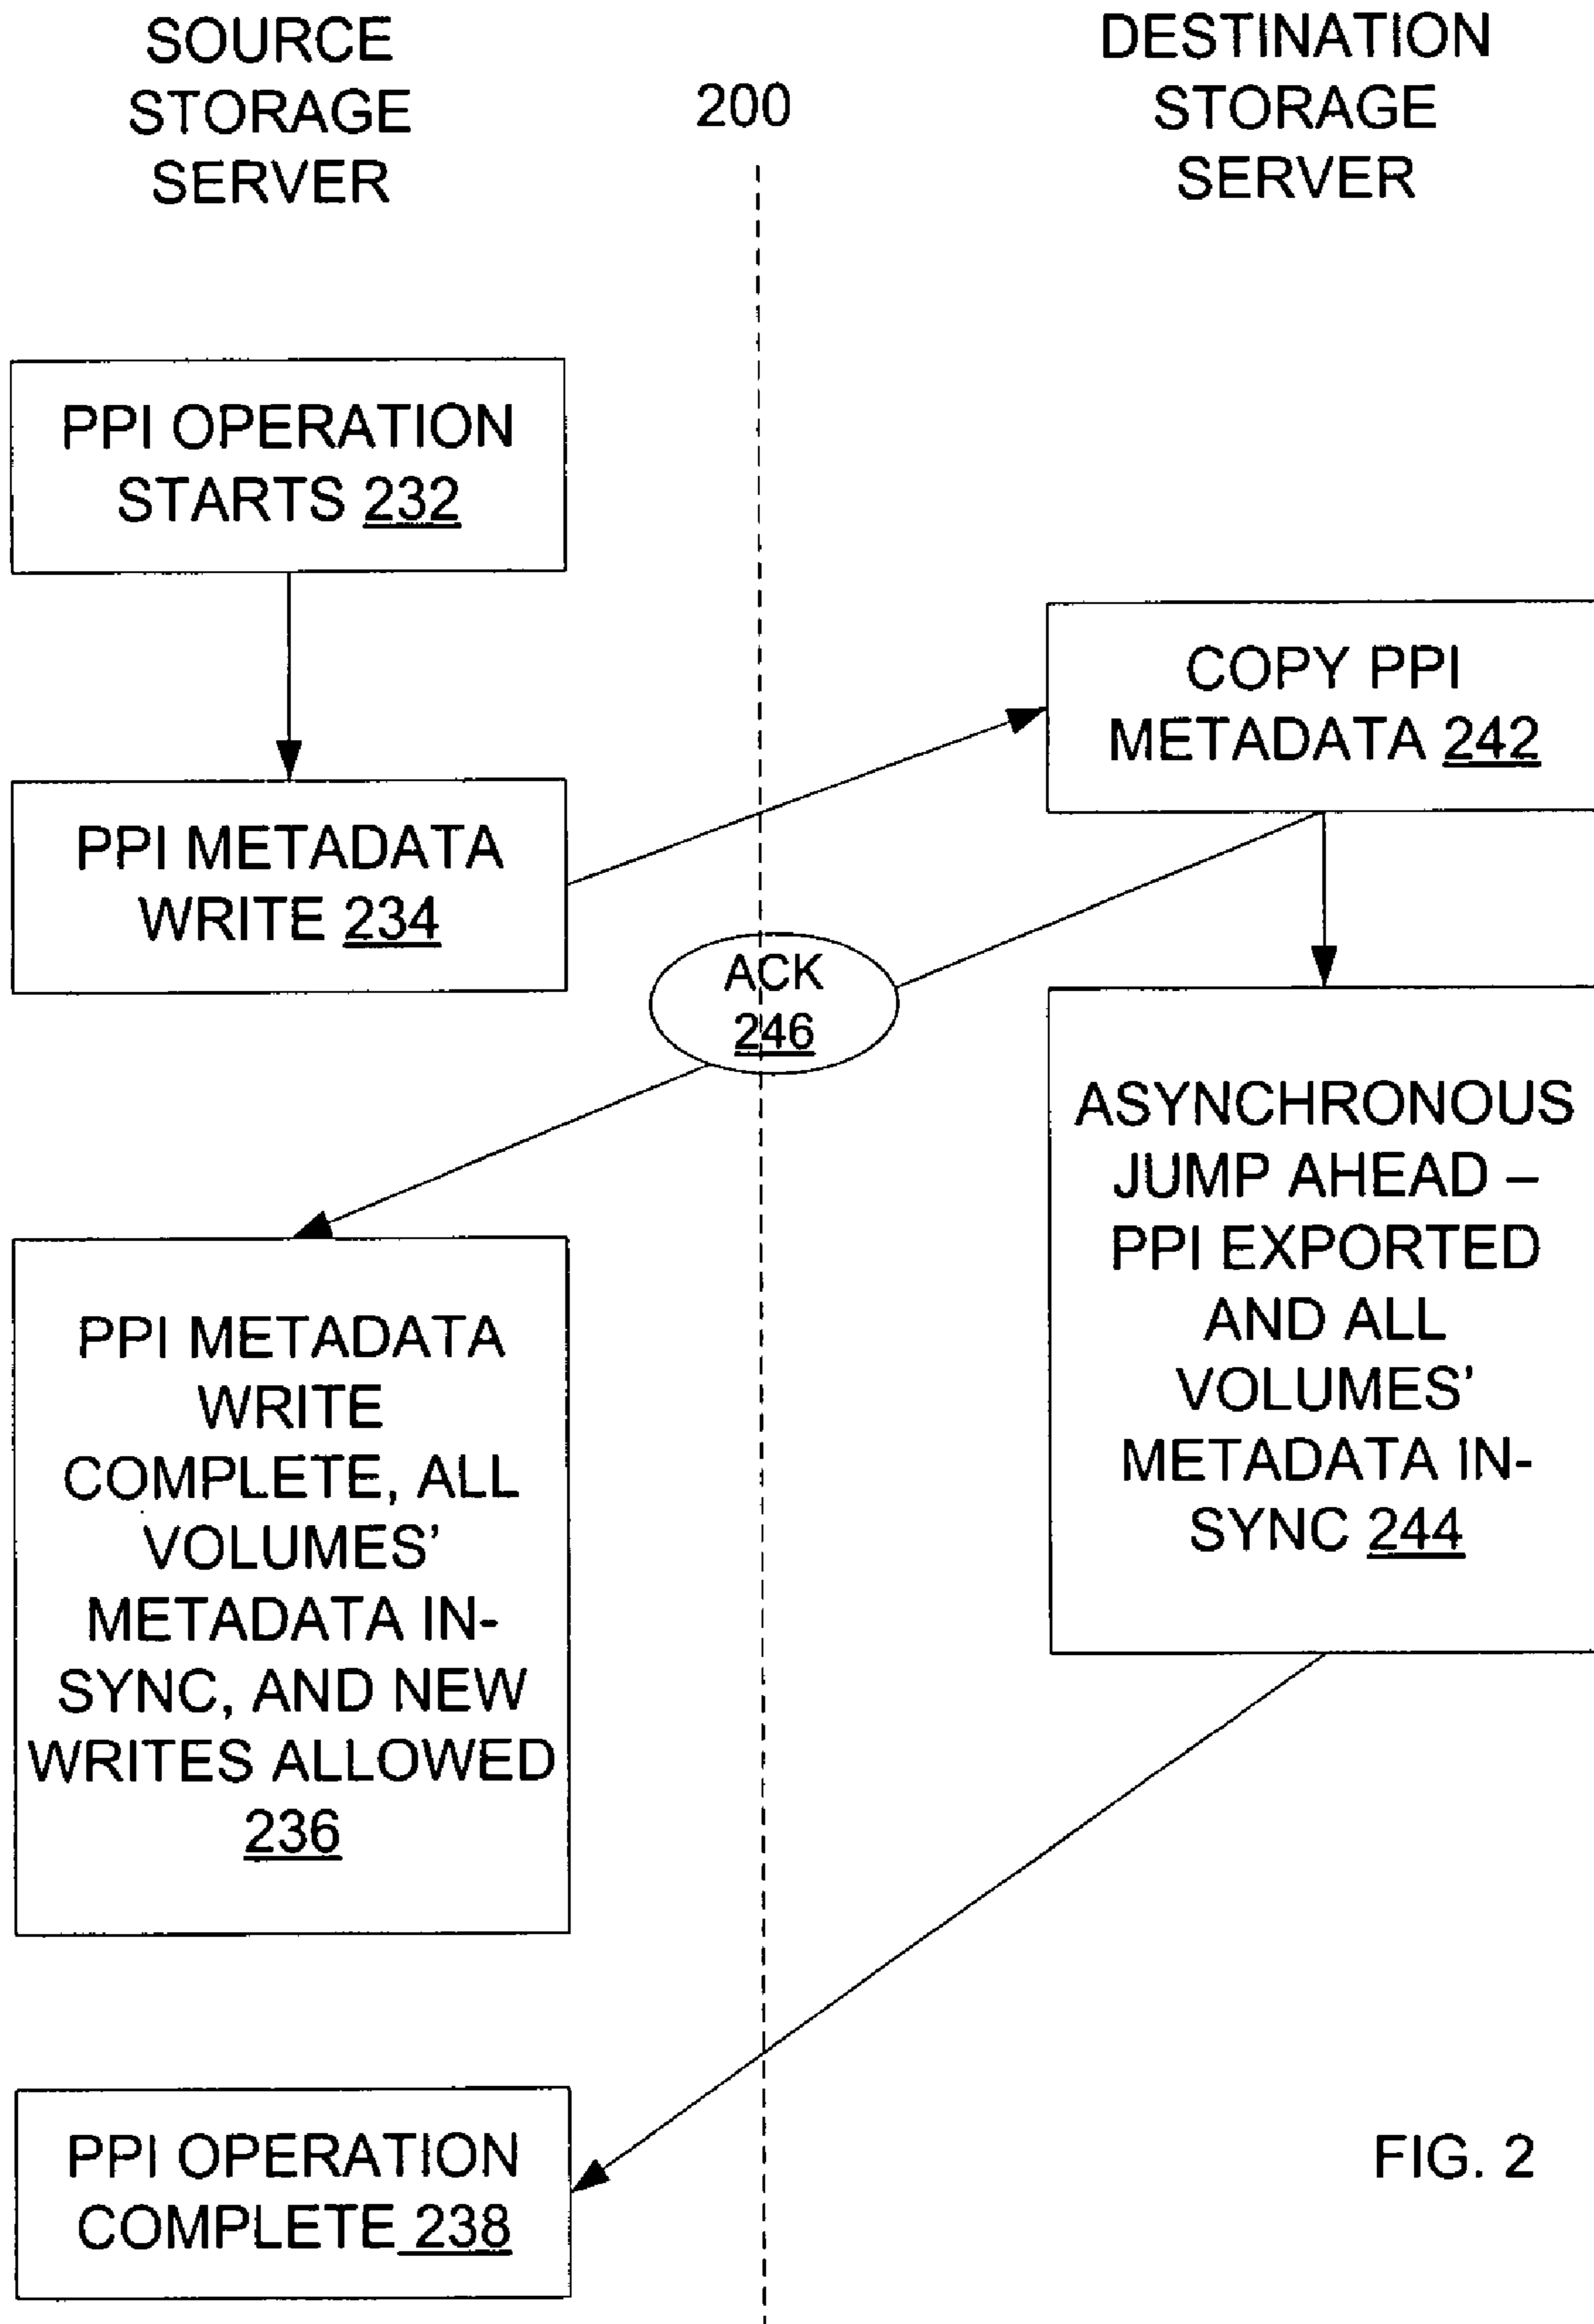 SOURCE
STORAGE
SERVER
200
DESTINATION
STORAGE
SERVER
PPI OPERATION
STARTS 232
COPY PPI
METADATA 242
PPI METADATA
WRITE 234
ACK
246
ASYNCHRONOUS
JUMP AHEAD –
PPI EXPORTED
AND ALL
VOLUMES’
METADATA IN-
SYNC 244
PPI METADATA
WRITE
COMPLETE, ALL
VOLUMES’
METADATA IN-
SYNC, AND NEW
WRITES ALLOWED
236
PPI OPERATION
COMPLETE 238
FIG. 2